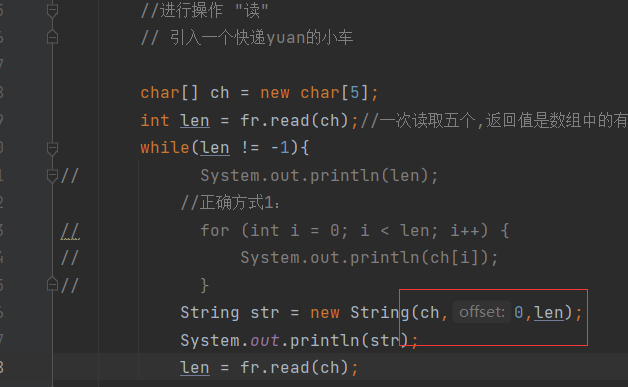 //进行操作 "读"
// 引入一个快递yuan的小车
char[] ch = new char[5];
int len = fr.read(ch);//一次读取五个,返回值是数组中的有
while(len != -1){
// System.out.println(len);
//正确方式1:
// for (int i = 0; i < len; i++) {
// System.out.println(ch[i]);
// }
String str = new String(ch, offset: 0,len);
System.out.println(str);
len = fr.read(ch);